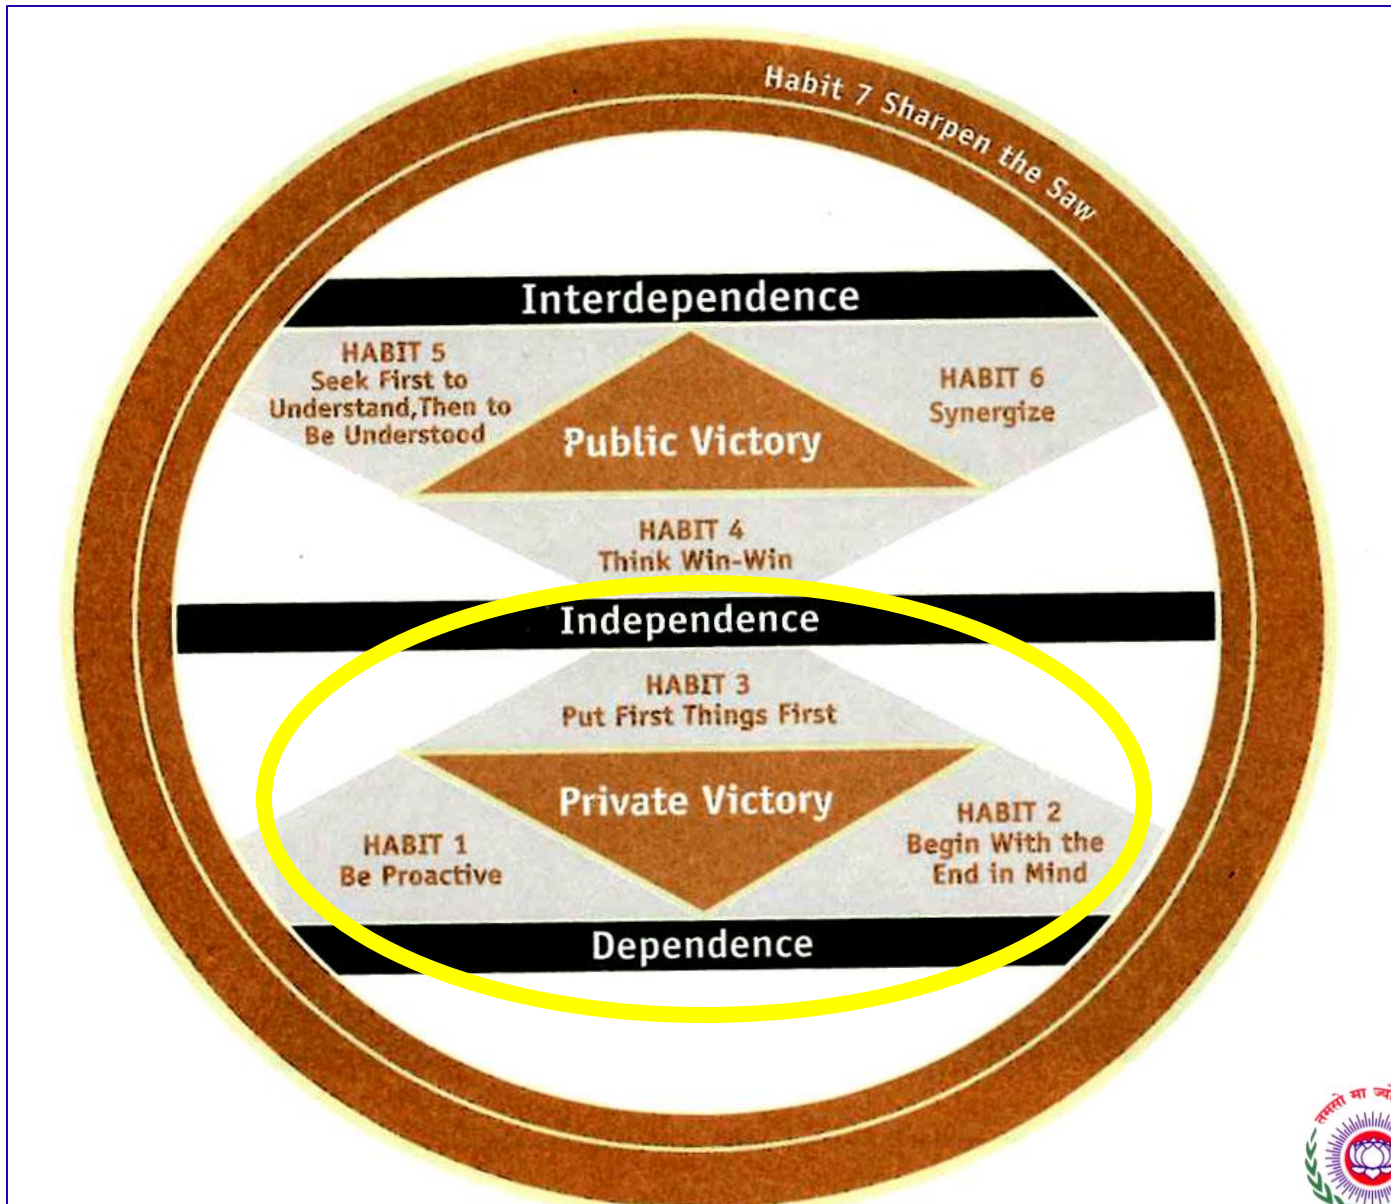 Habit 7 Sharpen the Saw
Interdependence
HABIT 5
Seek First to
Understand,Then to
Be Understood
HABIT 6
Synergize
Public Victory
HABIT 4
Think Win-Win
Independence
HABIT 3
Put First Things First
Private Victory
HABIT 1
Be Proactive
HABIT 2
Begin With the
End in Mind
Dependence
तमसो मा